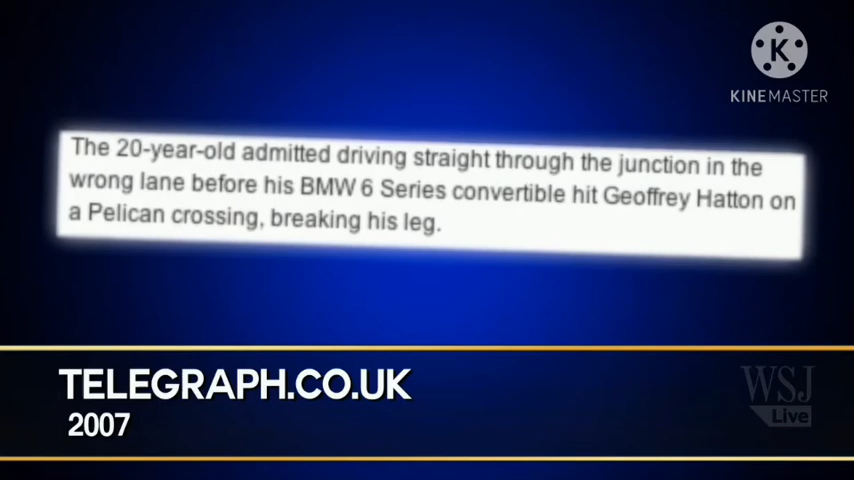 K
KINEMASTER
The 20-year-old admitted driving straight through the junction in the
wrong lane before his BMW 6 Series convertible hit Geoffrey Hatton on
a Pelican crossing, breaking his leg.
TELEGRAPH.CO.UK
2007
WSJ
Live